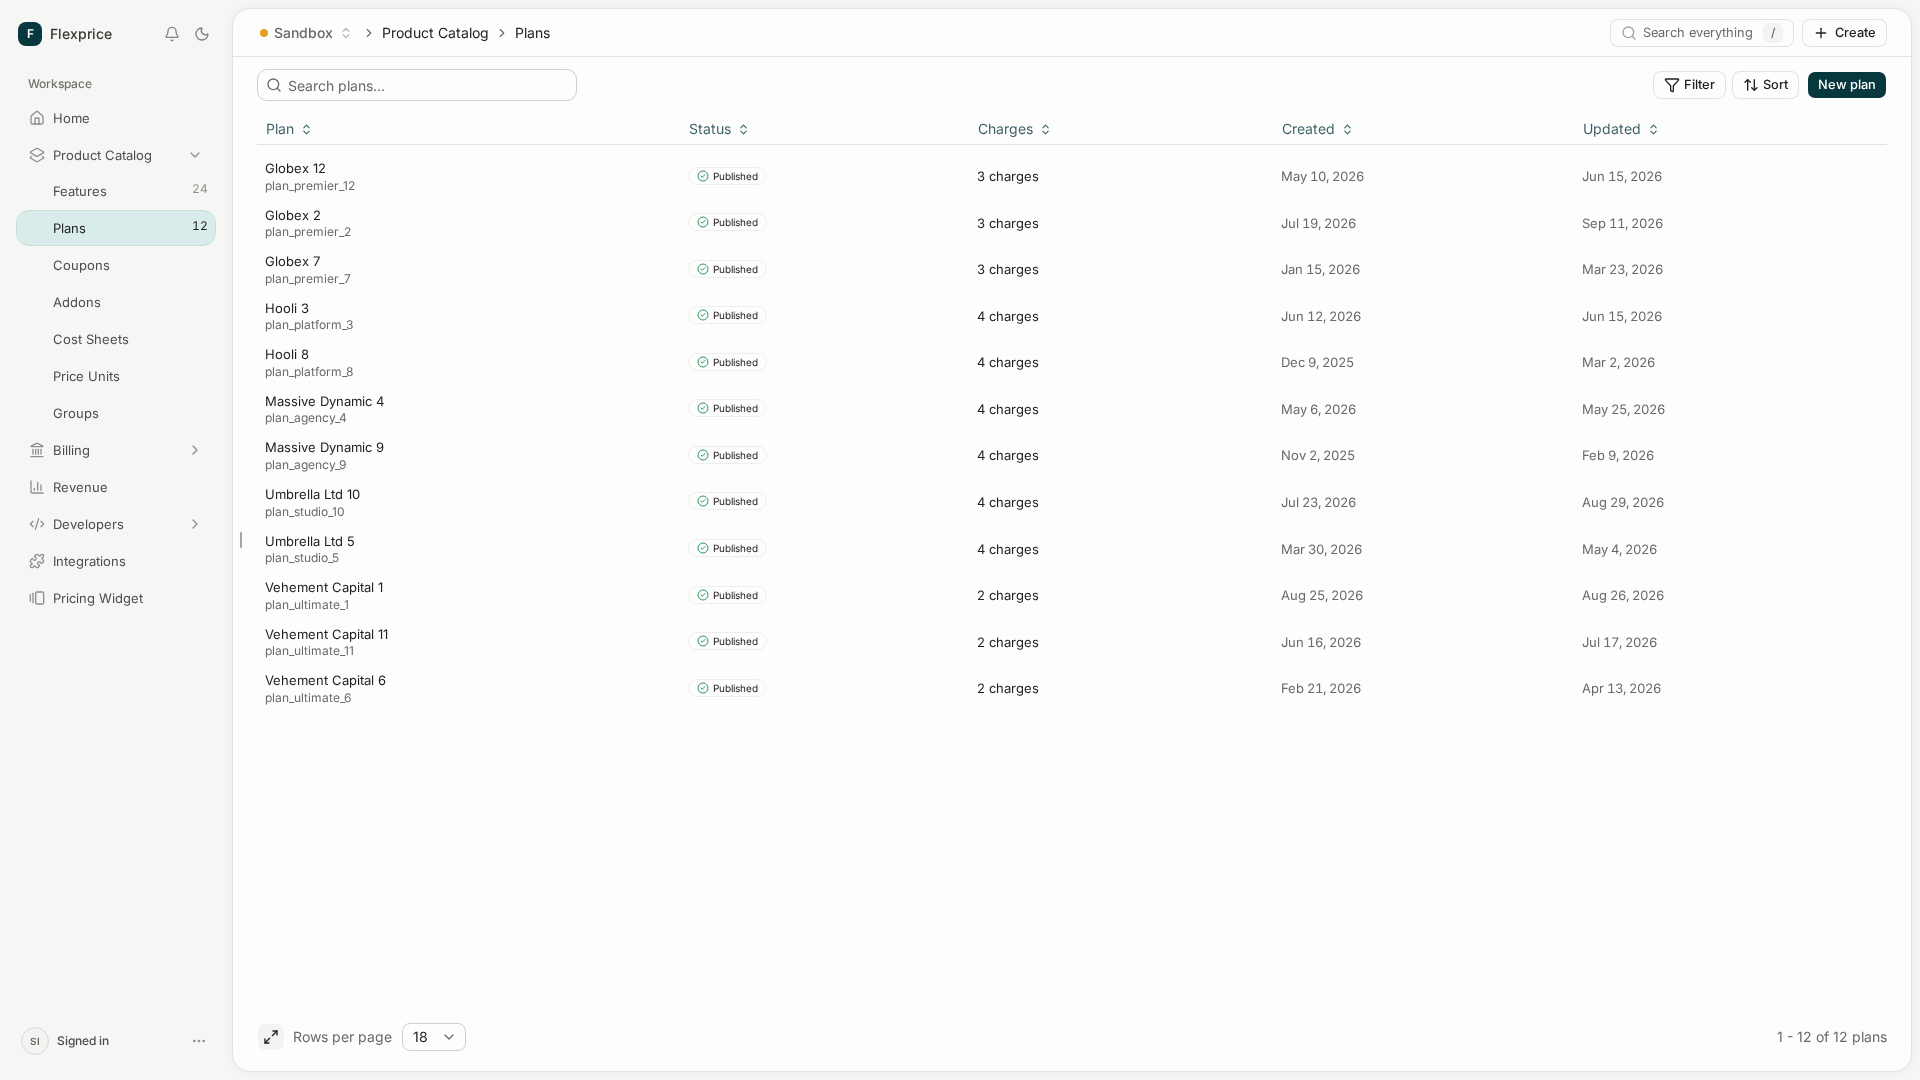 F Flexprice
Workspace
Home
Product Catalog
Features 24
Plans 12
Coupons
Addons
Cost Sheets
Price Units
Groups
Billing
Revenue
Developers
Integrations
Pricing Widget
SI Signed in
Sandbox Product Catalog Plans
Search everything /
Create
Search plans...
Filter
Sort
New plan
Plan Status Charges Created Updated
Globex 12
plan_premier_12
Published 3 charges May 10, 2026 Jun 15, 2026
Globex 2
plan_premier_2
Published 3 charges Jul 19, 2026 Sep 11, 2026
Globex 7
plan_premier_7
Published 3 charges Jan 15, 2026 Mar 23, 2026
Hooli 3
plan_platform_3
Published 4 charges Jun 12, 2026 Jun 15, 2026
Hooli 8
plan_platform_8
Published 4 charges Dec 9, 2025 Mar 2, 2026
Massive Dynamic 4
plan_agency_4
Published 4 charges May 6, 2026 May 25, 2026
Massive Dynamic 9
plan_agency_9
Published 4 charges Nov 2, 2025 Feb 9, 2026
Umbrella Ltd 10
plan_studio_10
Published 4 charges Jul 23, 2026 Aug 29, 2026
Umbrella Ltd 5
plan_studio_5
Published 4 charges Mar 30, 2026 May 4, 2026
Vehement Capital 1
plan_ultimate_1
Published 2 charges Aug 25, 2026 Aug 26, 2026
Vehement Capital 11
plan_ultimate_11
Published 2 charges Jun 16, 2026 Jul 17, 2026
Vehement Capital 6
plan_ultimate_6
Published 2 charges Feb 21, 2026 Apr 13, 2026
Rows per page 18
1 - 12 of 12 plans